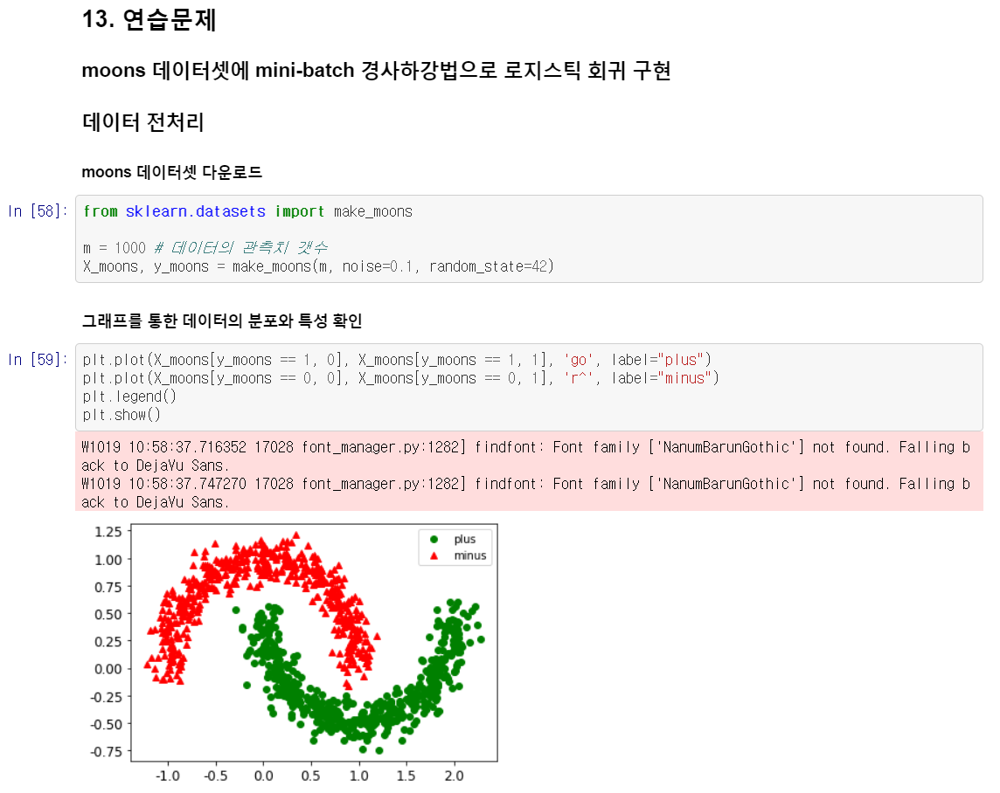 13. 연습문제
moons 데이터셋에 mini-batch 경사하강법으로 로지스틱 회귀 구현
데이터 전처리
moons 데이터셋 다운로드
In [58]: from sklearn.datasets import make_moons
m = 1000 # 데이터의 관측치 갯수
X_moons, y_moons = make_moons(m, noise=0.1, random_state=42)
그래프를 통한 데이터의 분포와 특성 확인
In [59]: plt.plot(X_moons[y_moons == 1, 0], X_moons[y_moons == 1, 1], 'go', label="plus")
plt.plot(X_moons[y_moons == 0, 0], X_moons[y_moons == 0, 1], 'r^', label="minus")
plt.legend()
plt.show()
W1019 10:58:37.716352 17028 font_manager.py:1282] findfont: Font family ['NanumBarunGothic'] not found. Falling b
ack to DejaVu Sans.
W1019 10:58:37.747270 17028 font_manager.py:1282] findfont: Font family ['NanumBarunGothic'] not found. Falling b
ack to DejaVu Sans.
1.25
1.00
0.75
0.50
0.25
0.00
-0.25
-0.50
-0.75
plus
minus
-1.0 -0.5 0.0 0.5 1.0 1.5 2.0